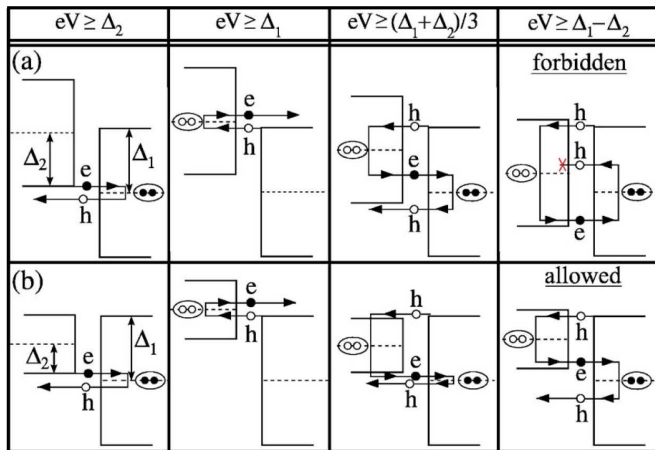 eV ≥ Δ₂
eV ≥ Δ₁
eV ≥ (Δ₁+Δ₂)/3
eV ≥ Δ₁−Δ₂
(a)
Δ₂
e
h
Δ₁
e
h
h
e
h
forbidden
h
h
e
(b)
Δ₂
e
h
Δ₁
e
h
h
e
h
allowed
h
e
h